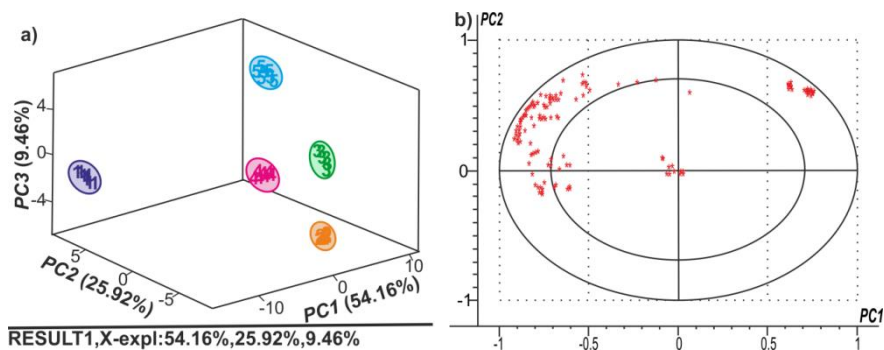 a)
PC3 (9.46%)
4
0
-4
5
0
-5
PC2 (25.92%)
-10
0
10
PC1 (54.16%)
RESULT1,X-expl:54.16%,25.92%,9.46%
b)
PC2
1
0
-1
-1
-0.5
0
0.5
1
PC1